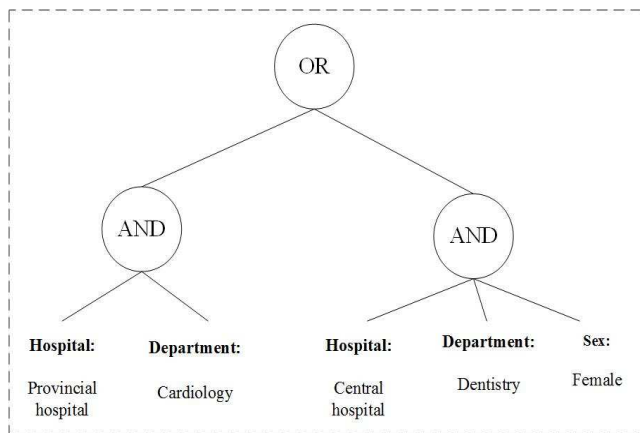 OR
AND
AND
Hospital:
Provincial
hospital
Department:
Cardiology
Hospital:
Central
hospital
Department:
Dentistry
Sex:
Female